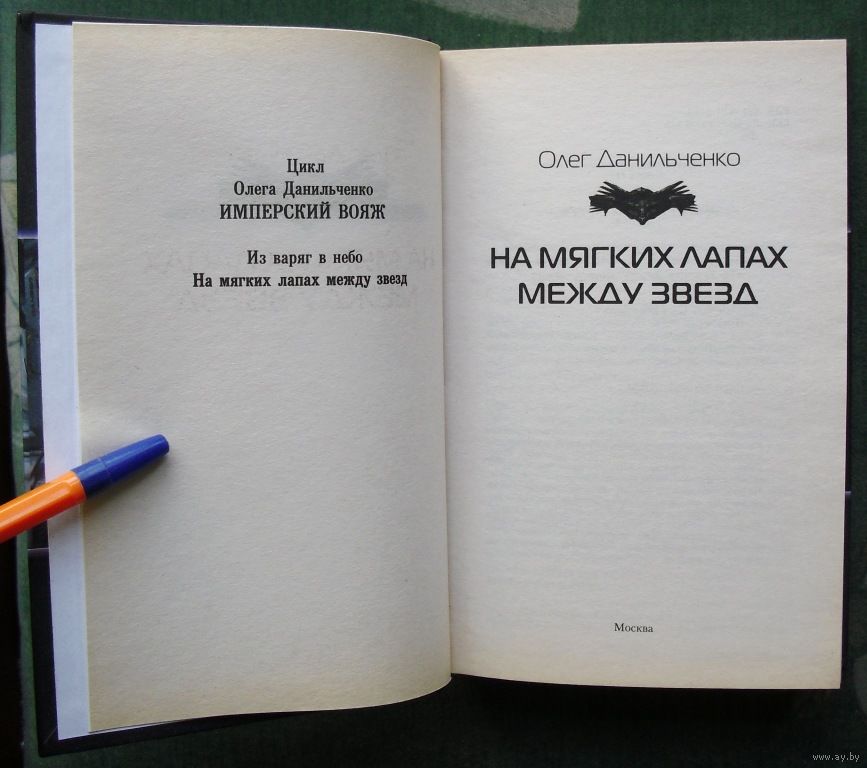 Цикл
Олега Данильченко
ИМПЕРСКИЙ ВОЯЖ
Из варяг в небо
На мягких лапах между звезд
Олег Данильченко
НА МЯГКИХ ЛАПАХ
МЕЖДУ ЗВЕЗД
Москва
www.ay.by